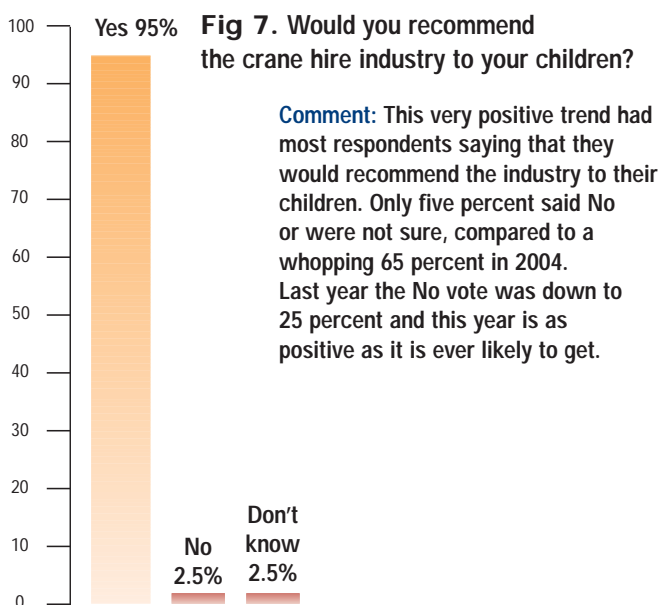 Fig 7. Would you recommend
the crane hire industry to your children?
Comment: This very positive trend had
most respondents saying that they
would recommend the industry to their
children. Only five percent said No
or were not sure, compared to a
whopping 65 percent in 2004.
Last year the No vote was down to
25 percent and this year is as
positive as it is ever likely to get.
100
90
80
70
60
50
40
30
20
10
0
Yes 95%
No
2.5%
Don't
know
2.5%